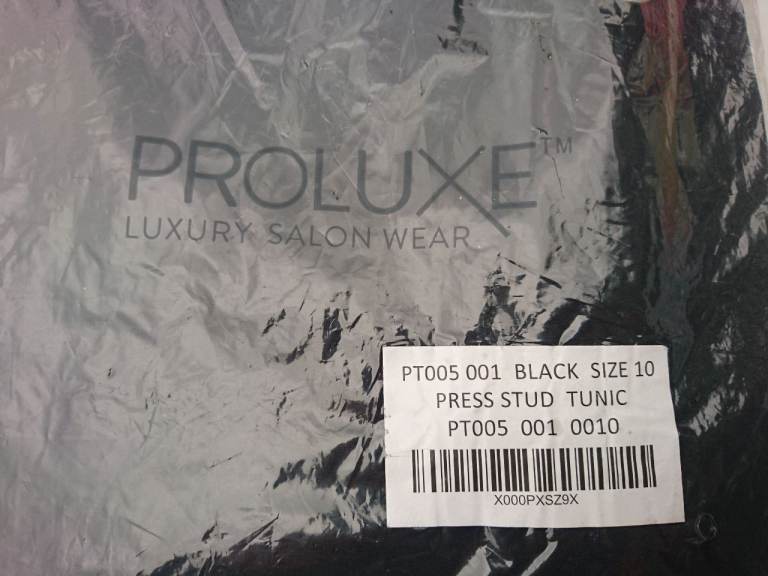 PROLUXE™
LUXURY SALON WEAR
PT005 001 BLACK SIZE 10
PRESS STUD TUNIC
PT005 001 0010
X000PXSZ9X